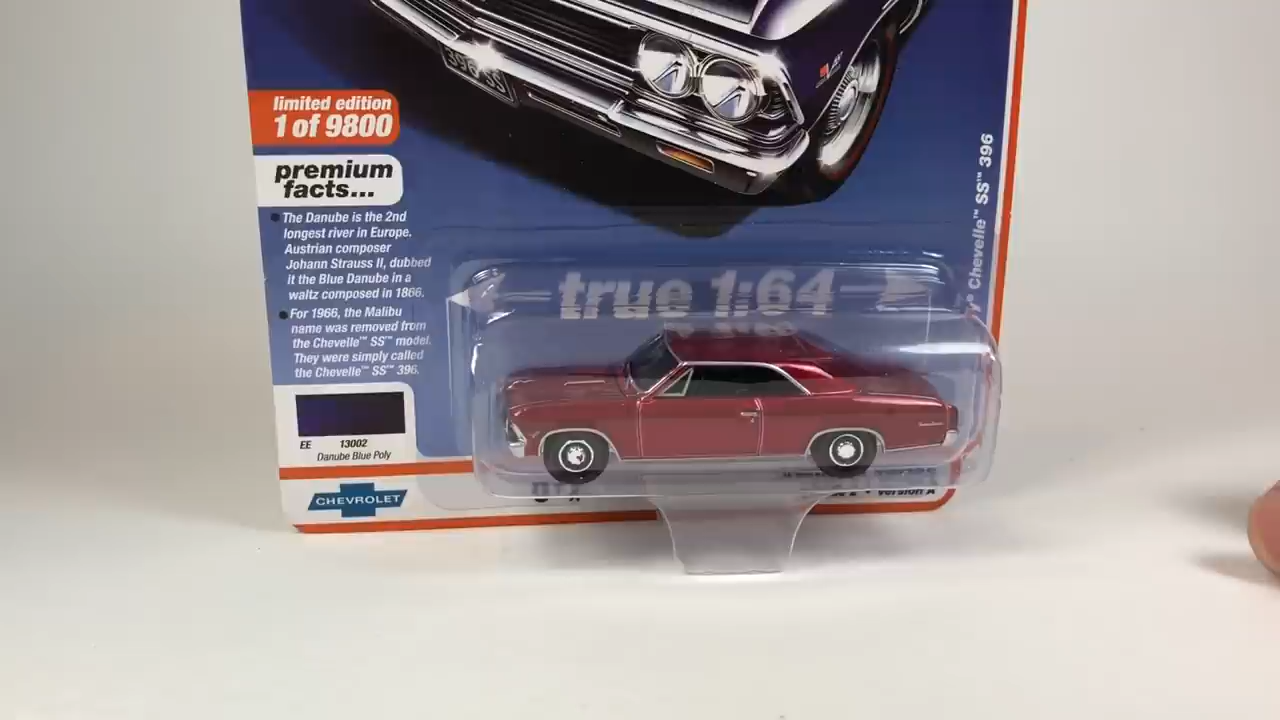 396 SS
limited edition
1 of 9800
premium
facts...
The Danube is the 2nd
longest river in Europe.
Austrian composer
Johann Strauss II, dubbed
it the Blue Danube in a
waltz composed in 1866.
For 1966, the Malibu
name was removed from
the Chevelle™ SS™ model.
They were simply called
the Chevelle™ SS™ 396.
EE 13002
Danube Blue Poly
CHEVROLET
true 1:64
Chevelle™ SS™ 396
Version A